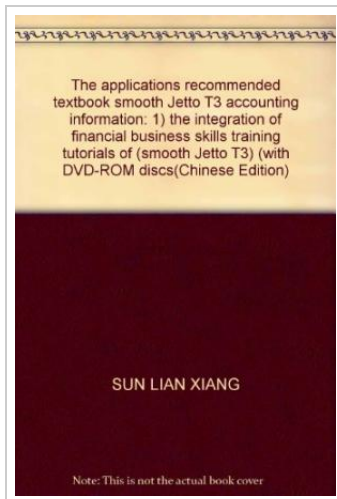 The applications recommended
textbook smooth Jetto T3 accounting
information: 1) the integration of
financial business skills training
tutorials of (smooth Jetto T3) (with
DVD-ROM discs(Chinese Edition)
SUN LIAN XIANG
Note: This is not the actual book cover